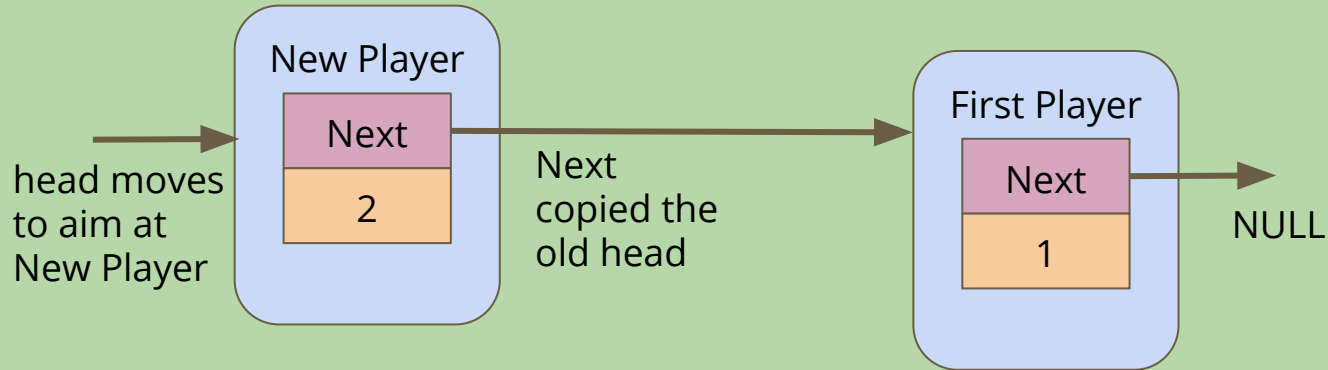 New Player
Next
2
head moves
to aim at
New Player
Next
copied the
old head
First Player
Next
1
NULL